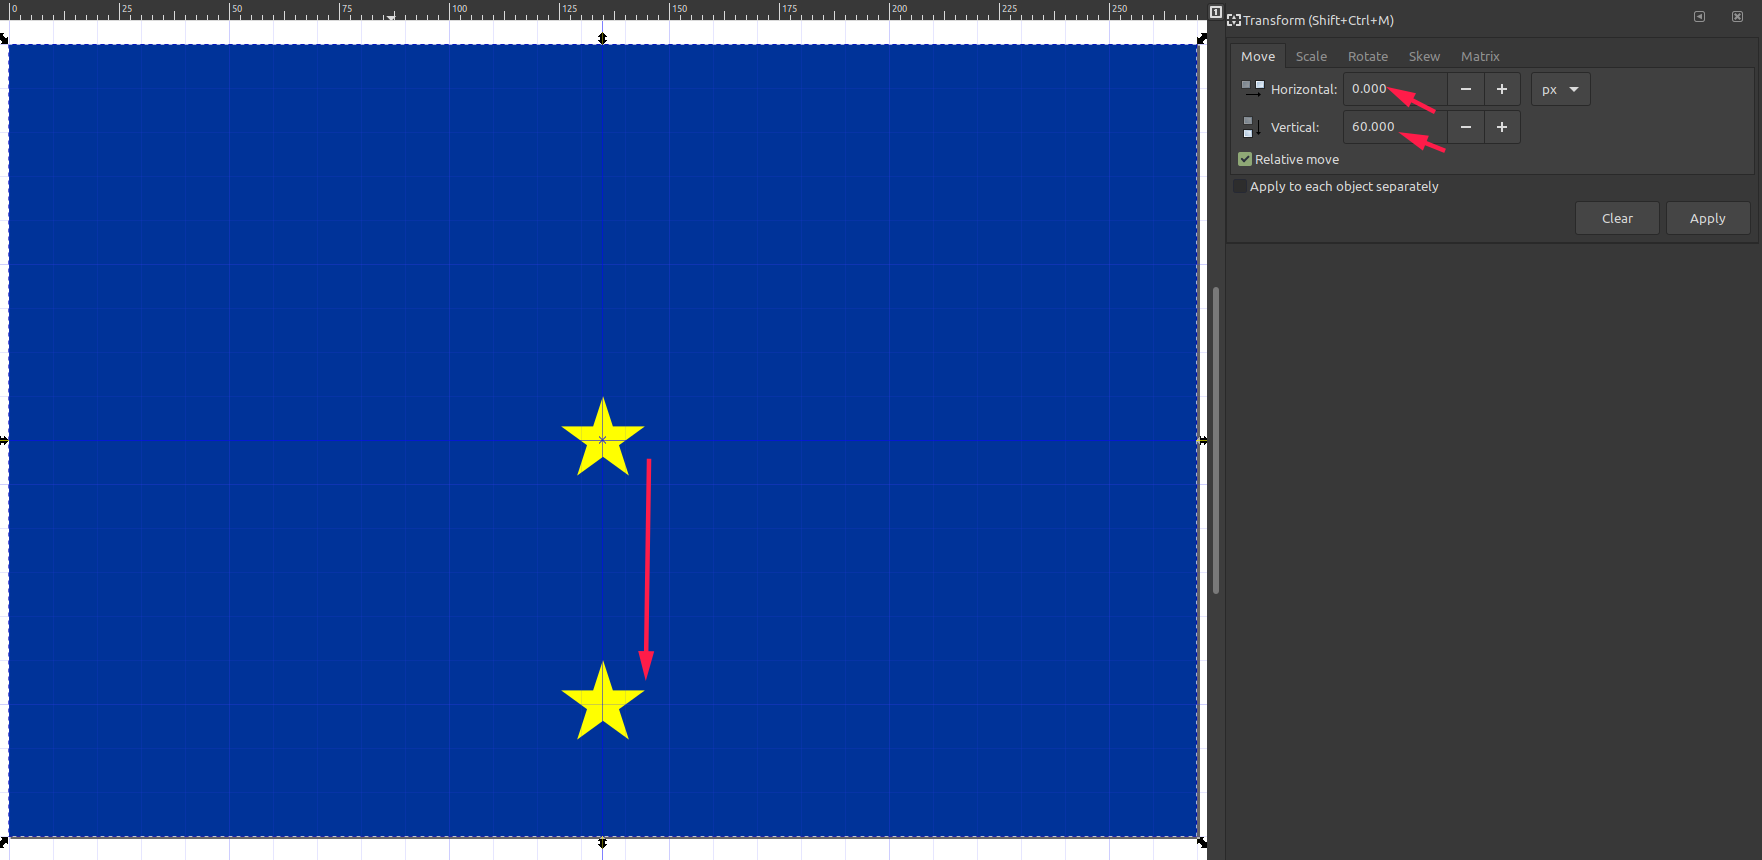 0 25 50 75 100 125 150 175 200 225 250
1
Transform (Shift+Ctrl+M)
Move Scale Rotate Skew Matrix
Horizontal: 0.000 − + px
Vertical: 60.000 − +
Relative move
Apply to each object separately
Clear Apply